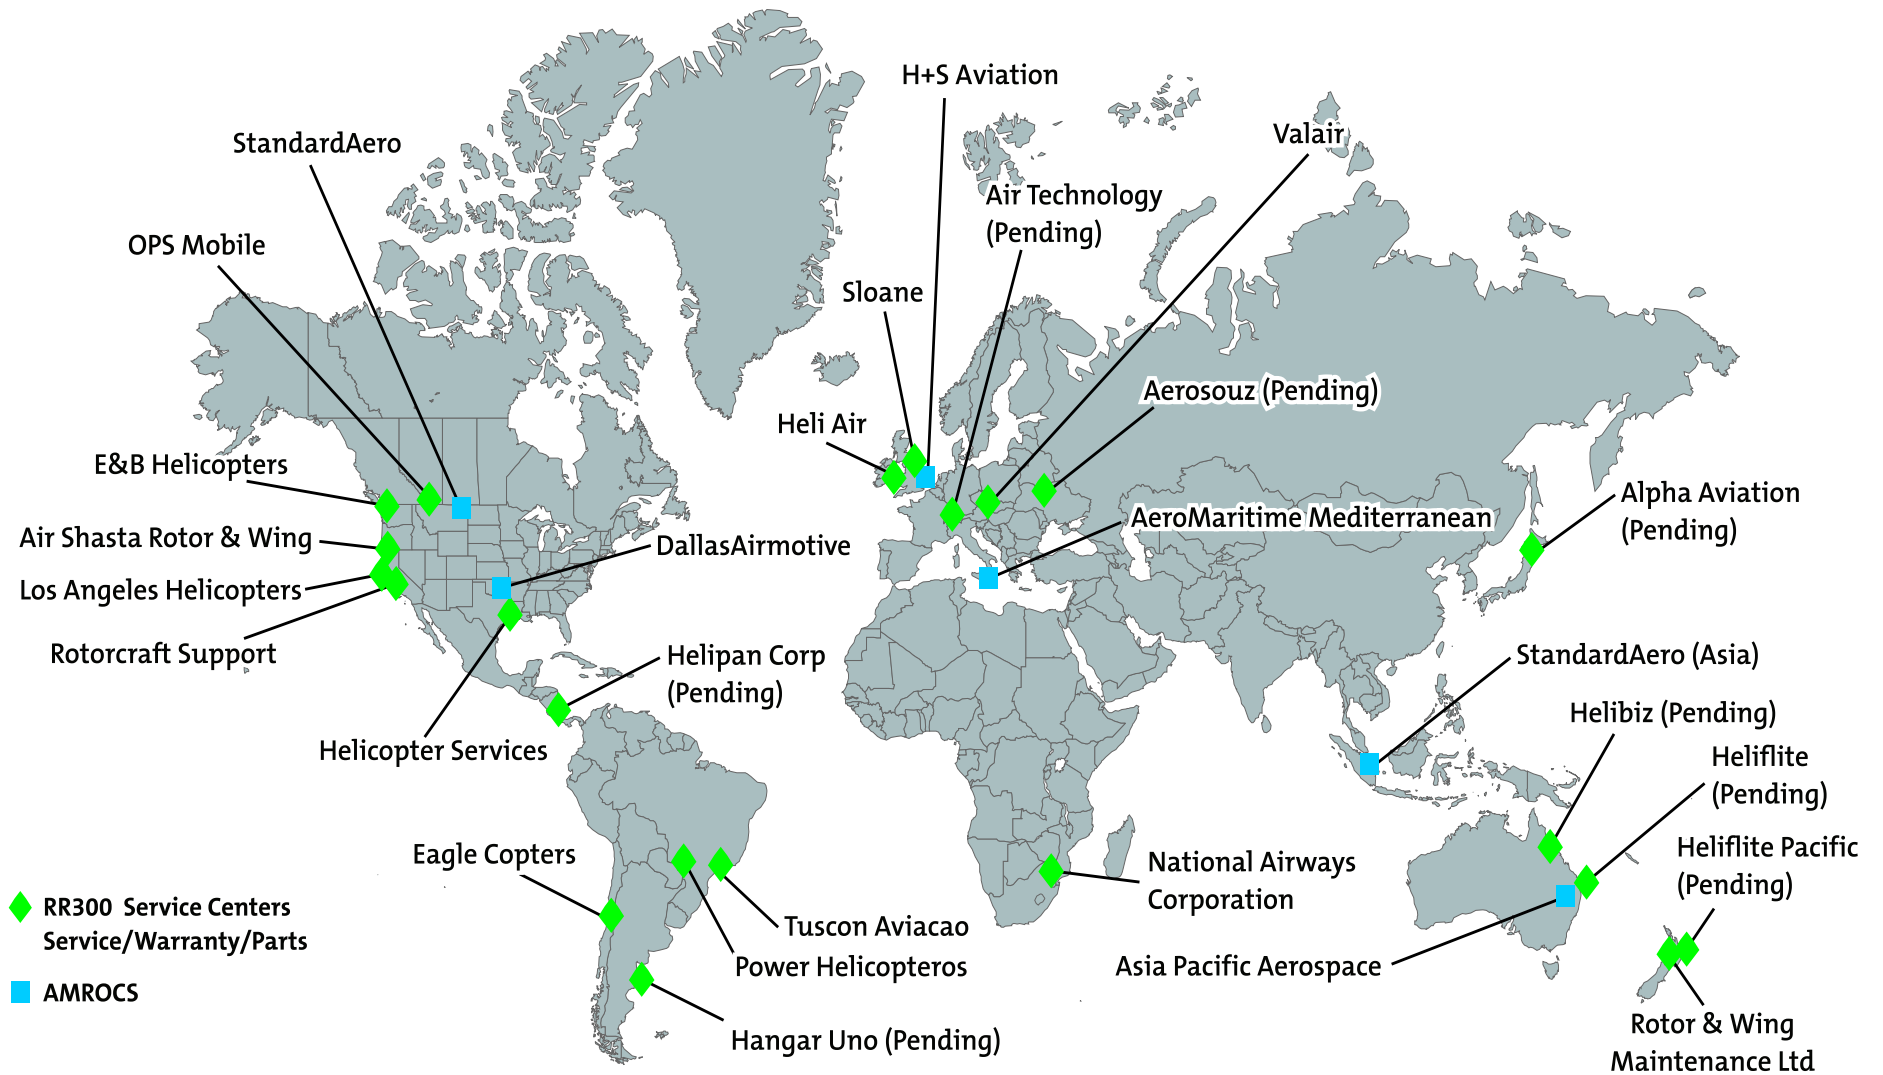 H+S Aviation
StandardAero
Valair
Air Technology
(Pending)
OPS Mobile
Sloane
Aerosouz (Pending)
Heli Air
E&B Helicopters
Alpha Aviation
(Pending)
AeroMaritime Mediterranean
Air Shasta Rotor & Wing
DallasAirmotive
Los Angeles Helicopters
Rotorcraft Support
Helipan Corp
(Pending)
StandardAero (Asia)
Helibiz (Pending)
Helicopter Services
Heliflite
(Pending)
Eagle Copters
Heliflite Pacific
(Pending)
National Airways
Corporation
RR300 Service Centers
Service/Warranty/Parts
Tuscon Aviacao
Power Helicopteros
Asia Pacific Aerospace
AMROCS
Hangar Uno (Pending)
Rotor & Wing
Maintenance Ltd